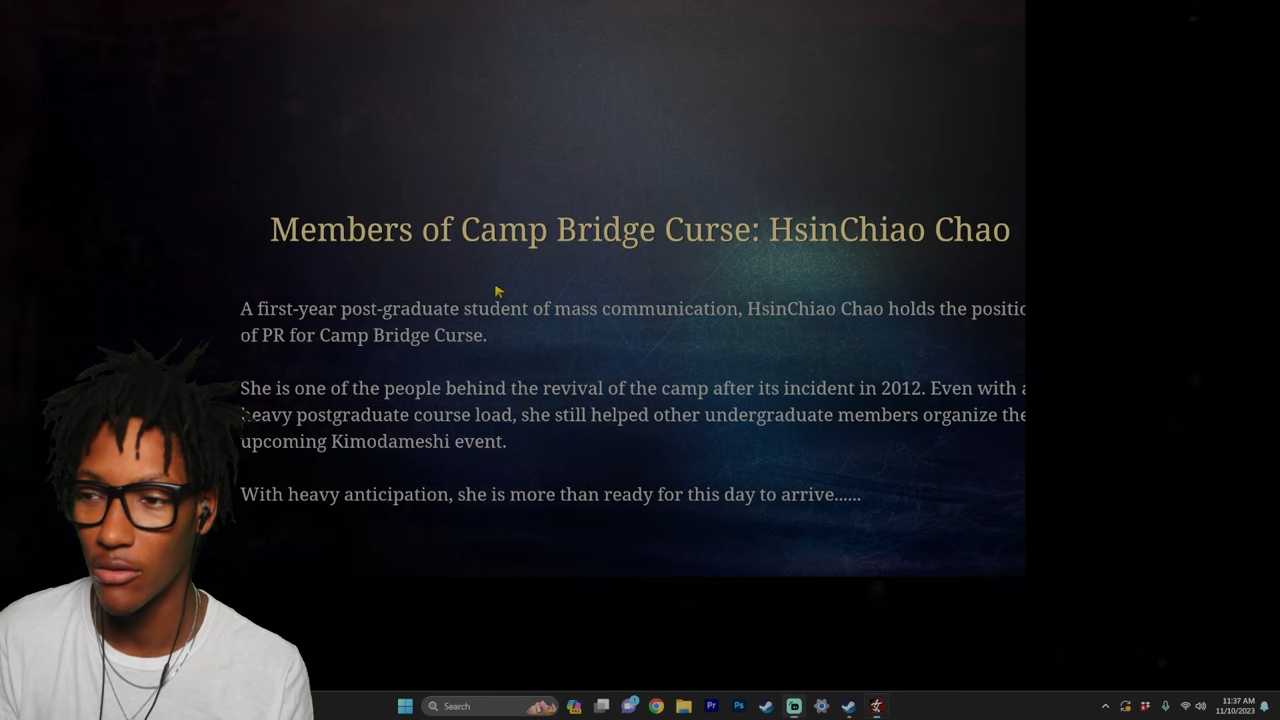 Members of Camp Bridge Curse: HsinChiao Chao
A first-year post-graduate student of mass communication, HsinChiao Chao holds the positio
of PR for Camp Bridge Curse.
She is one of the people behind the revival of the camp after its incident in 2012. Even with a
heavy postgraduate course load, she still helped other undergraduate members organize the
upcoming Kimodameshi event.
With heavy anticipation, she is more than ready for this day to arrive......
Search
Pr
Ps
11:37 AM
11/10/2023